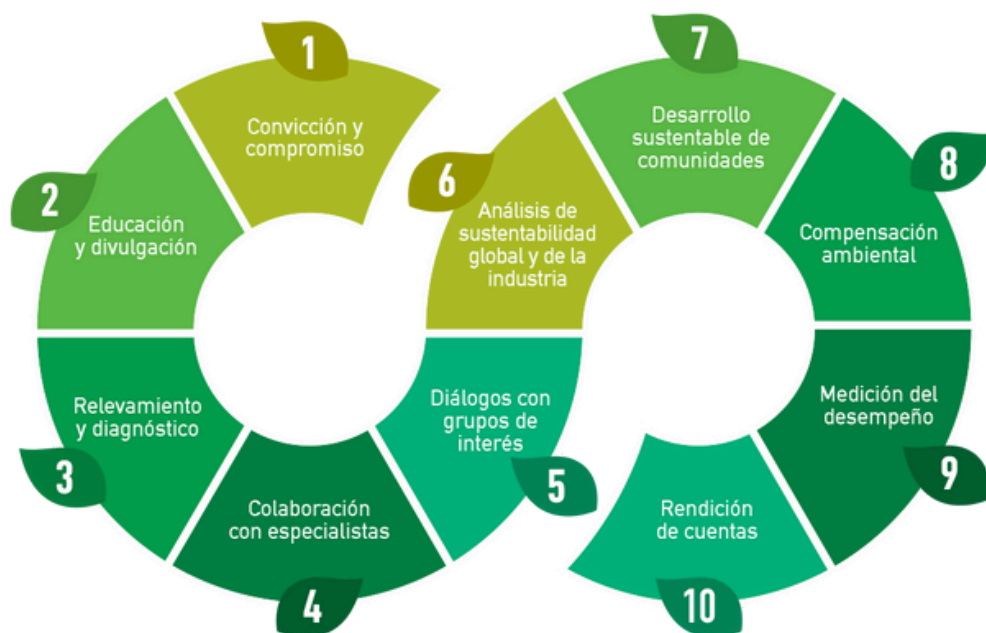 1
Convicción y
compromiso
2
Educación
y divulgación
3
Relevamiento
y diagnóstico
4
Colaboración
con especialistas
5
Diálogos con
grupos de
interés
6
Análisis de
sustentabilidad
global y de la
industria
7
Desarrollo
sustentable de
comunidades
8
Compensación
ambiental
9
Medición del
desempeño
10
Rendición
de cuentas